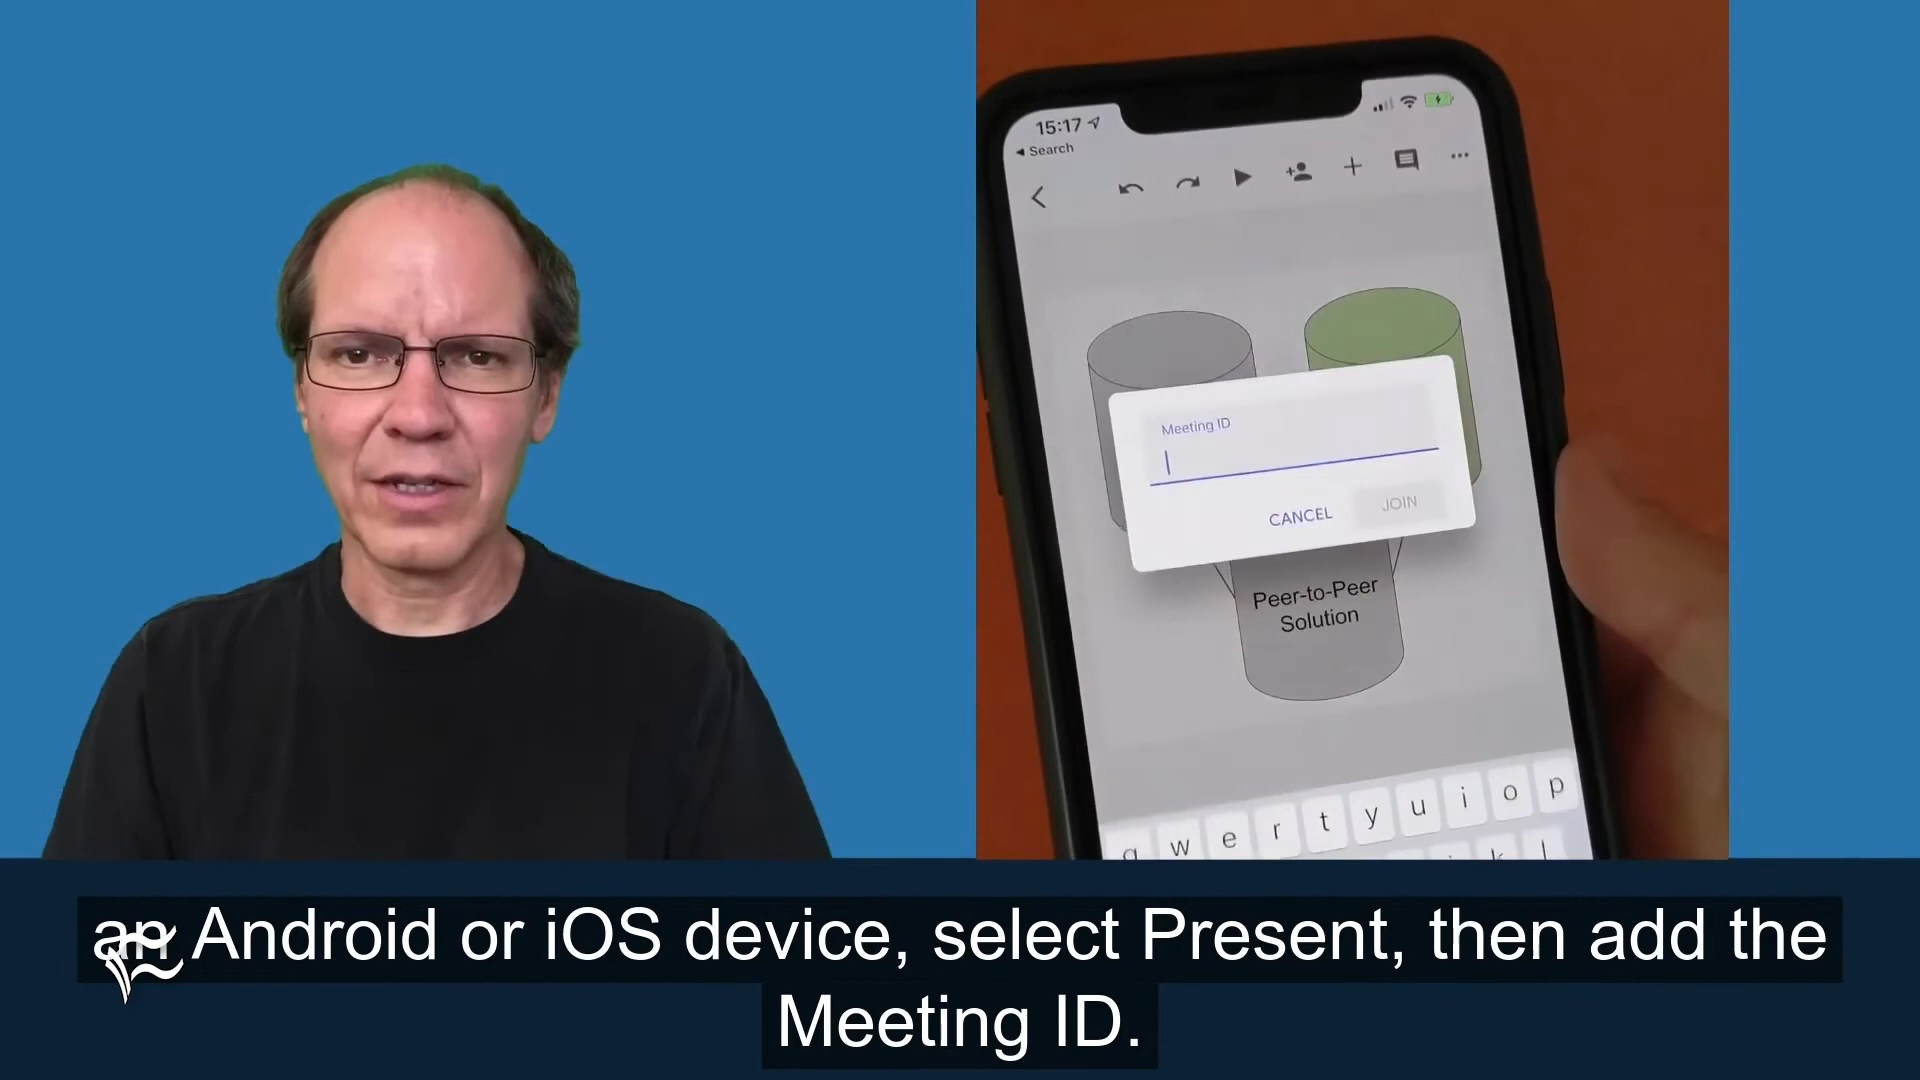 15:17
Search
Meeting ID
CANCEL
JOIN
Peer-to-Peer
Solution
q w e r t y u i o p
k l
an Android or iOS device, select Present, then add the
Meeting ID.